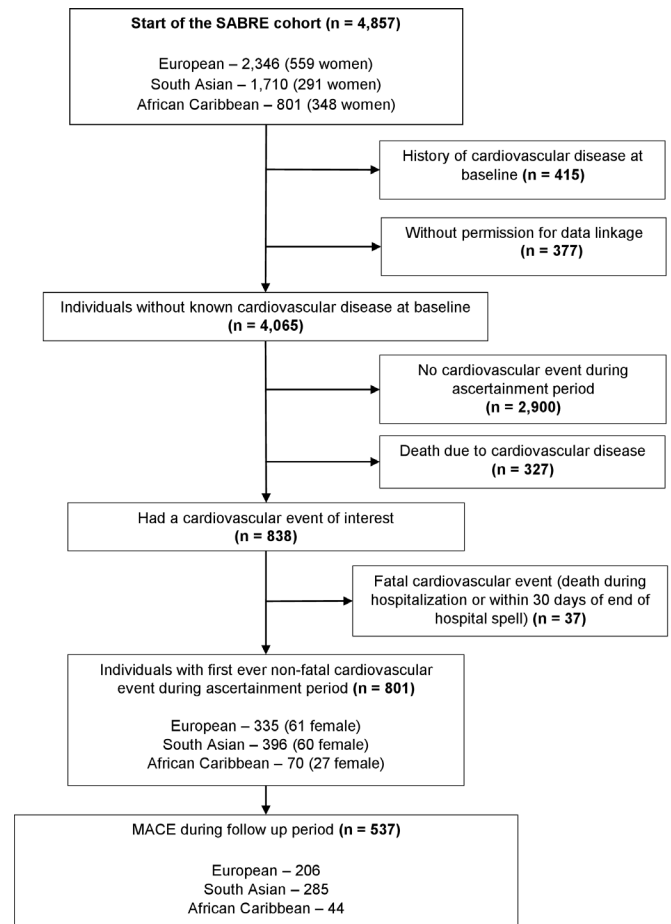 Start of the SABRE cohort (n = 4,857)
European – 2,346 (559 women)
South Asian – 1,710 (291 women)
African Caribbean – 801 (348 women)
History of cardiovascular disease at
baseline (n = 415)
Without permission for data linkage
(n = 377)
Individuals without known cardiovascular disease at baseline
(n = 4,065)
No cardiovascular event during
ascertainment period
(n = 2,900)
Death due to cardiovascular disease
(n = 327)
Had a cardiovascular event of interest
(n = 838)
Fatal cardiovascular event (death during
hospitalization or within 30 days of end of
hospital spell) (n = 37)
Individuals with first ever non-fatal cardiovascular
event during ascertainment period (n = 801)
European – 335 (61 female)
South Asian – 396 (60 female)
African Caribbean – 70 (27 female)
MACE during follow up period (n = 537)
European – 206
South Asian – 285
African Caribbean – 44